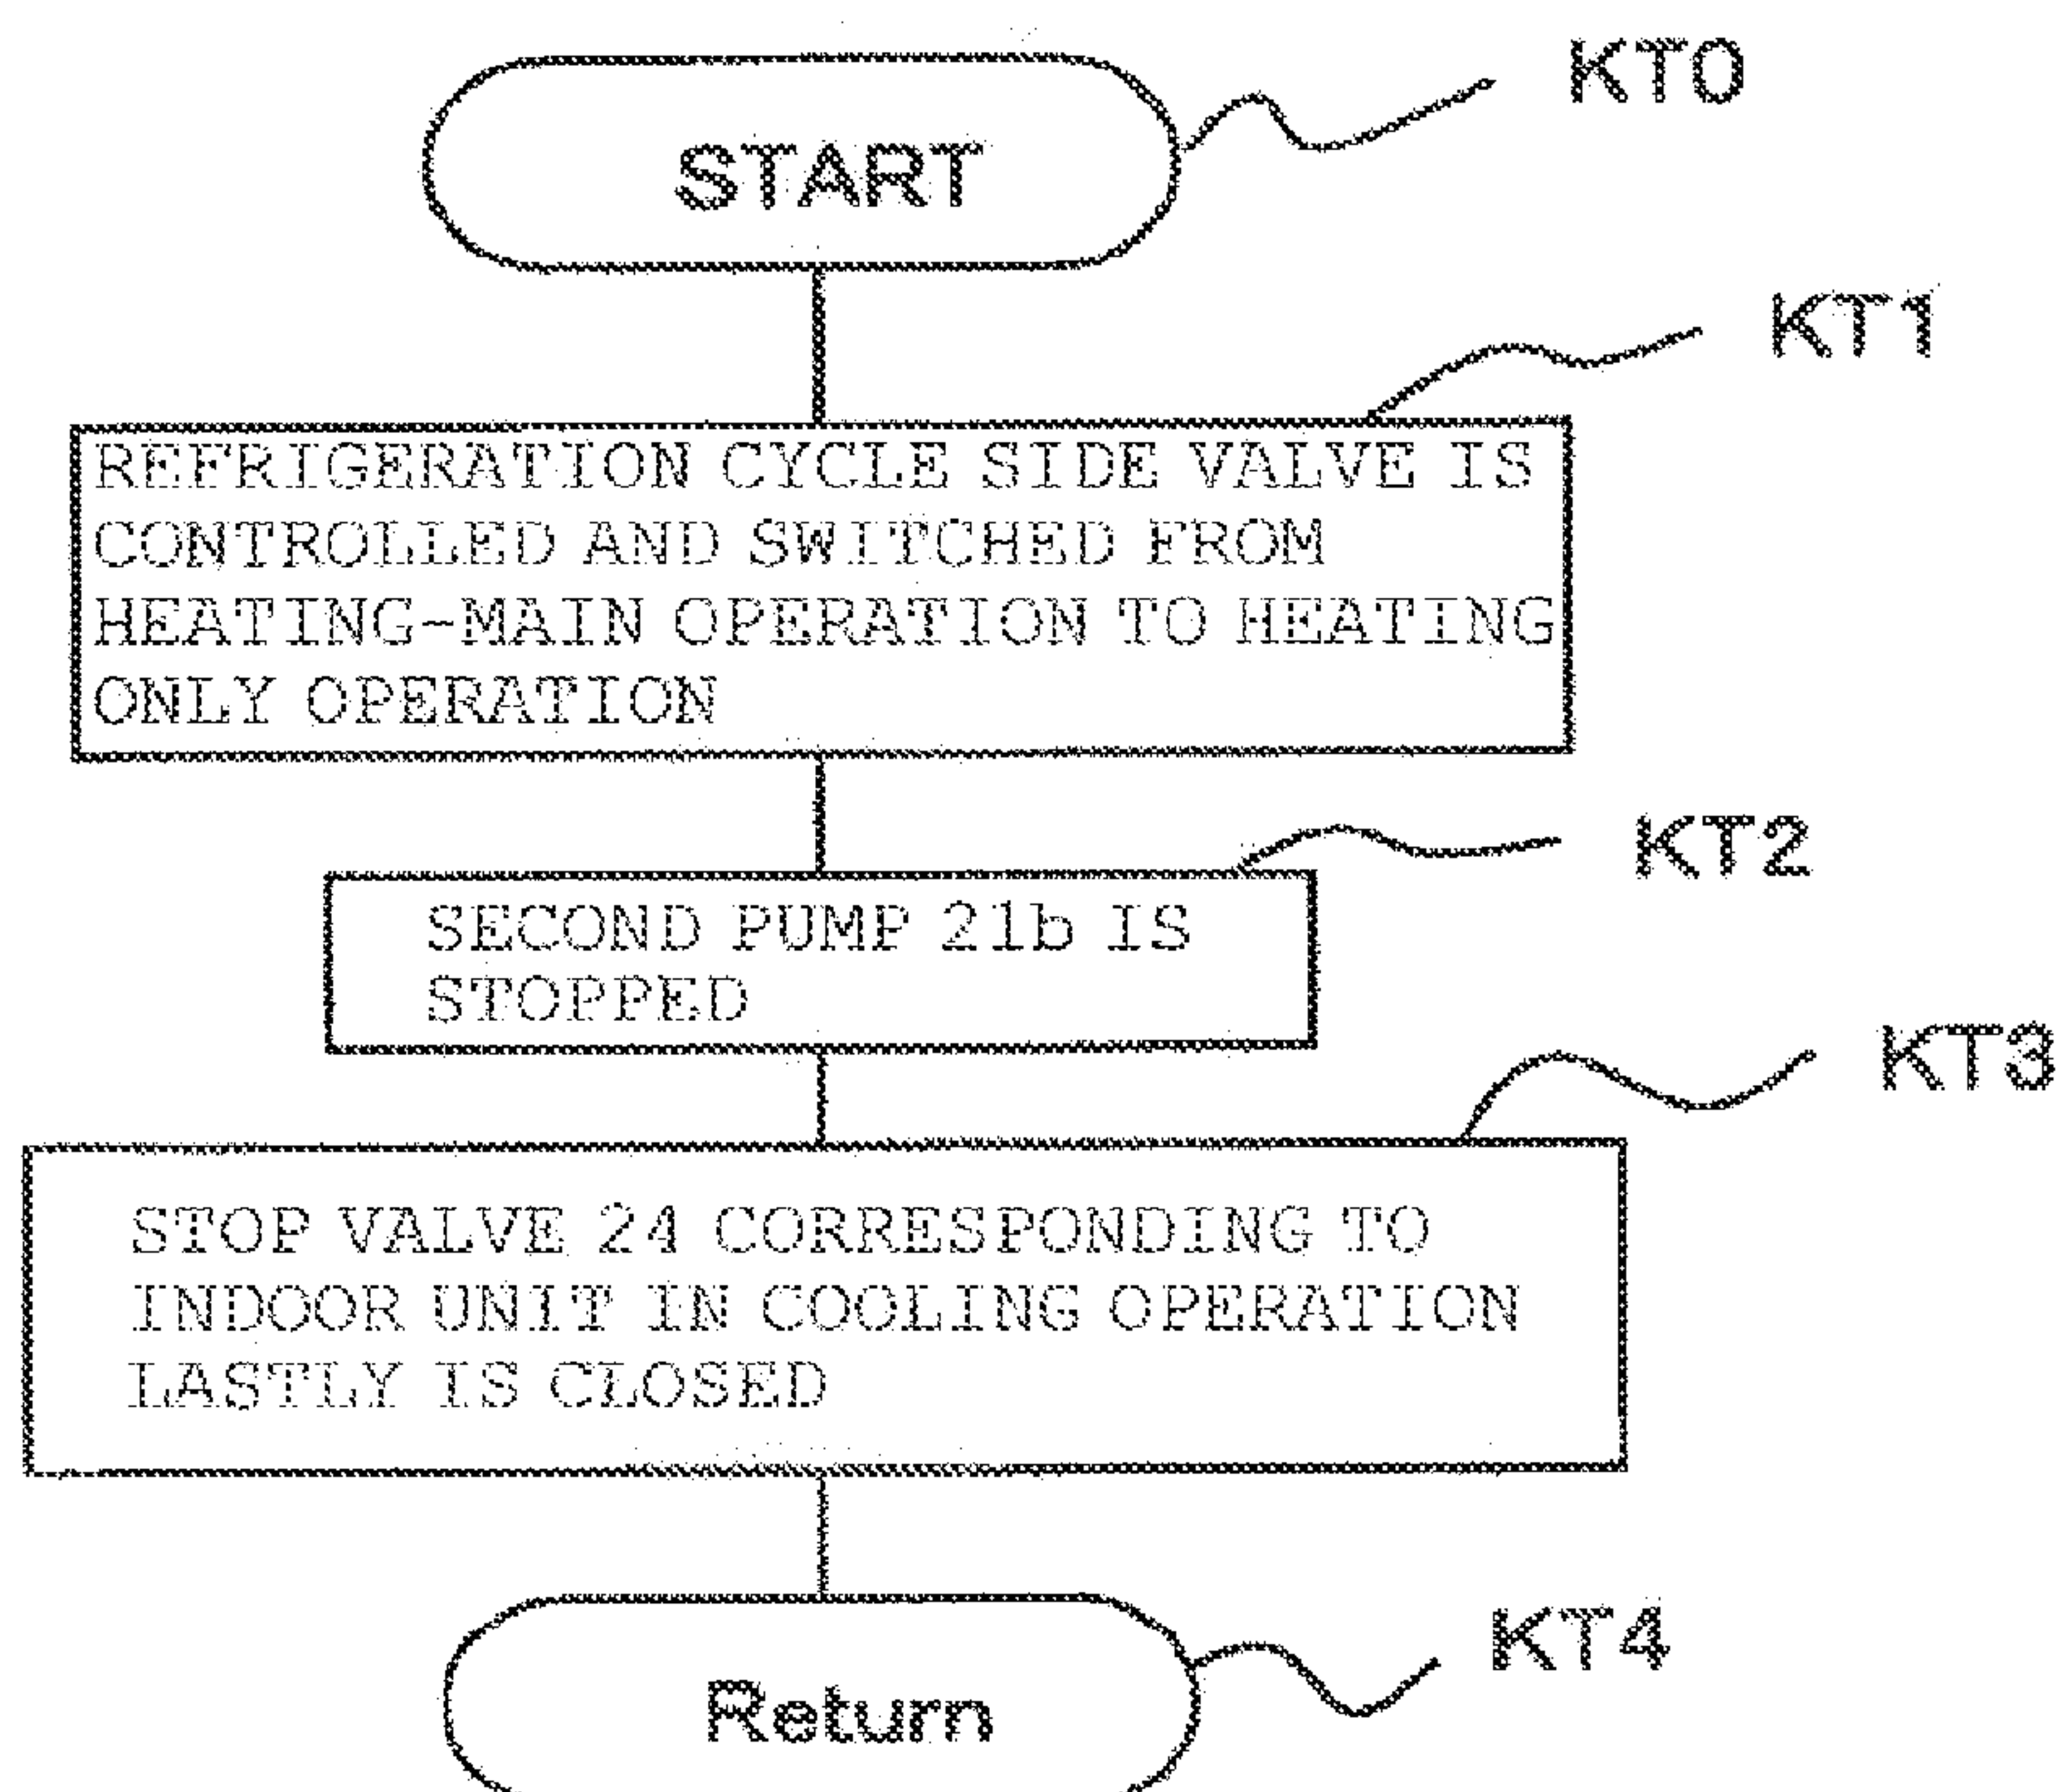 KT0
START
KT1
REFRIGERATION CYCLE SIDE VALVE IS
CONTROLLED AND SWITCHED FROM
HEATING-MAIN OPERATION TO HEATING
ONLY OPERATION
KT2
SECOND PUMP 21b IS
STOPPED
KT3
STOP VALVE 24 CORRESPONDING TO
INDOOR UNIT IN COOLING OPERATION
LASTLY IS CLOSED
KT4
Return